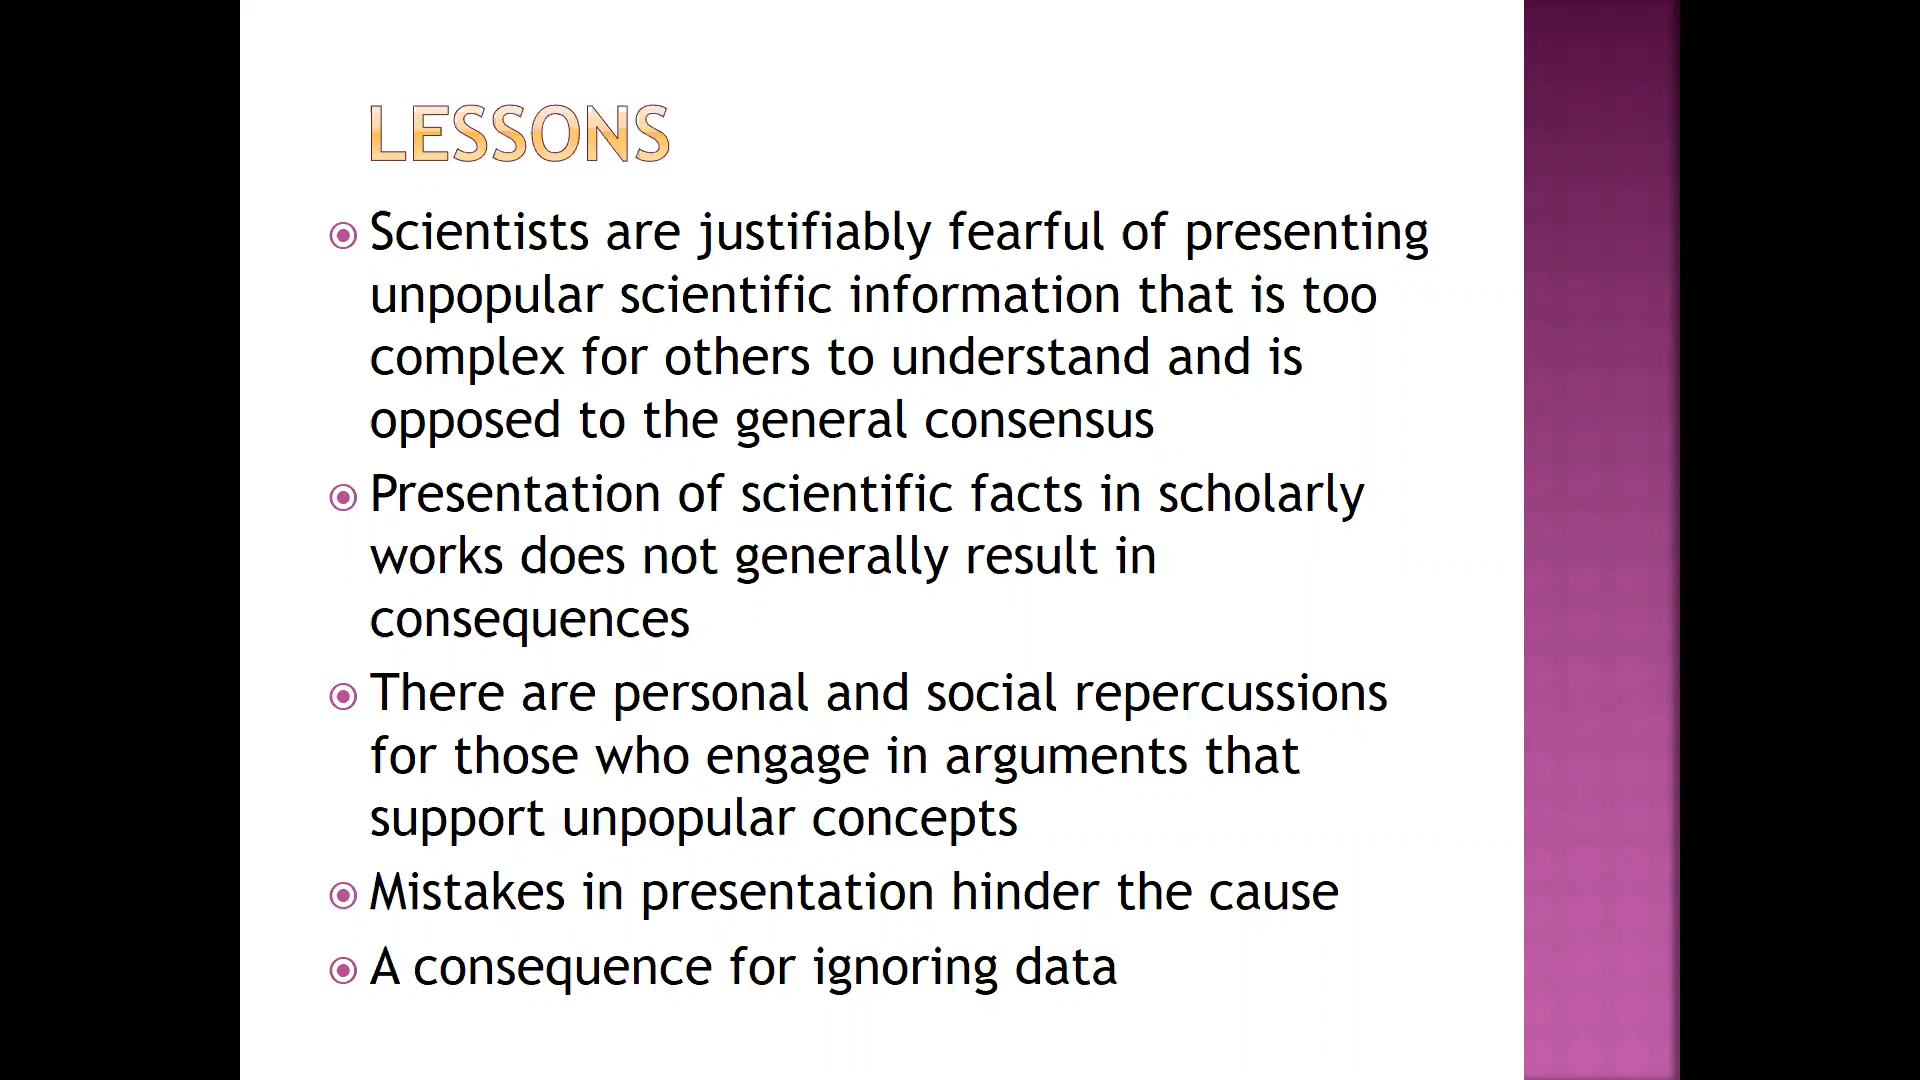 LESSONS
Scientists are justifiably fearful of presenting
unpopular scientific information that is too
complex for others to understand and is
opposed to the general consensus
Presentation of scientific facts in scholarly
works does not generally result in
consequences
There are personal and social repercussions
for those who engage in arguments that
support unpopular concepts
Mistakes in presentation hinder the cause
A consequence for ignoring data